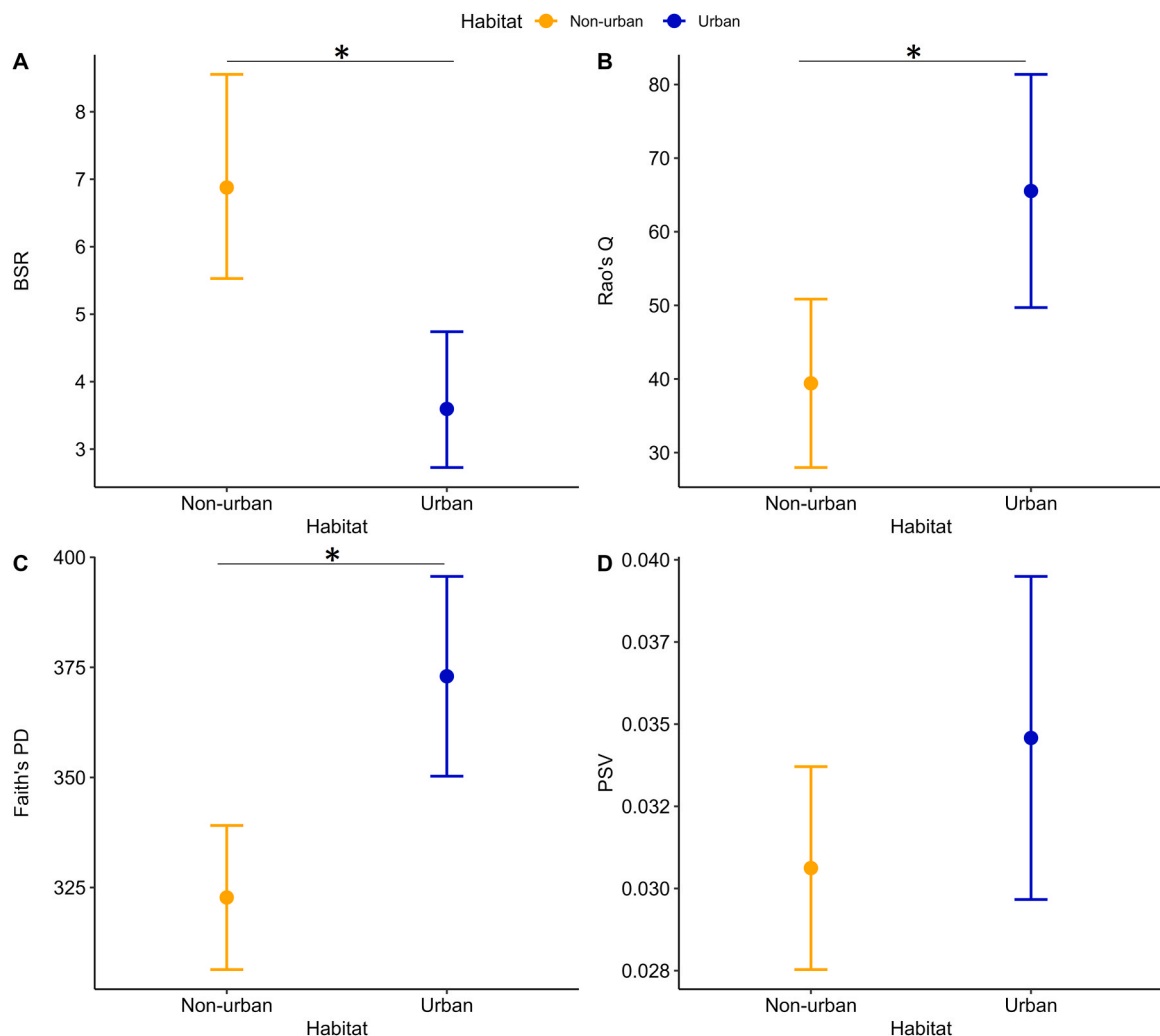 Habitat Non-urban Urban
A
*
8
7
6
5
4
3
BSR
Non-urban Urban
Habitat
B
*
80
70
60
50
40
30
Rao's Q
Non-urban Urban
Habitat
C
*
400
375
350
325
Faith's PD
Non-urban Urban
Habitat
D
0.040
0.037
0.035
0.032
0.030
0.028
PSV
Non-urban Urban
Habitat